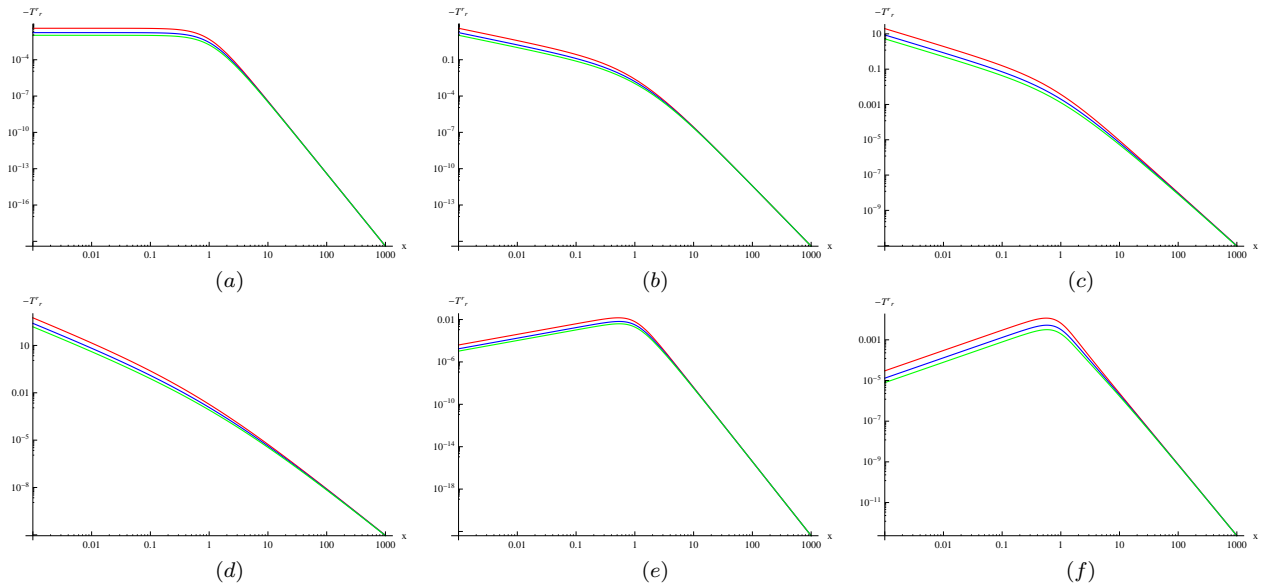 -T^r_r -T^r_r -T^r_r
10^-4 0.1 10
10^-7 10^-4 0.1
10^-10 10^-7 0.001
10^-13 10^-10 10^-5
10^-16 10^-13 10^-7
10^-9
0.01 0.1 1 10 100 1000 x 0.01 0.1 1 10 100 1000 x 0.01 0.1 1 10 100 1000 x
(a) (b) (c)
-T^r_r -T^r_r -T^r_r
10 0.01 0.001
0.01 10^-6 10^-5
10^-5 10^-10 10^-7
10^-8 10^-14 10^-9
10^-18 10^-11
0.01 0.1 1 10 100 1000 x 0.01 0.1 1 10 100 1000 x 0.01 0.1 1 10 100 1000 x
(d) (e) (f)